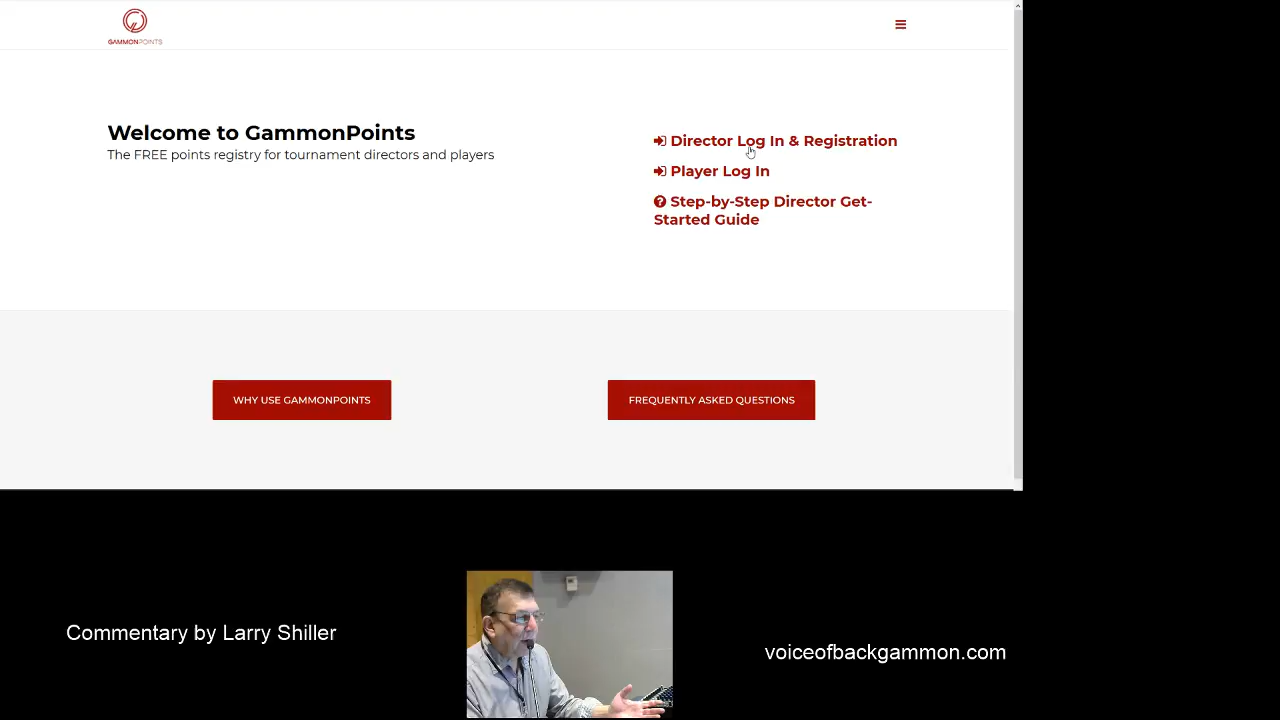 GAMMONPOINTS
Welcome to GammonPoints
The FREE points registry for tournament directors and players
Director Log In & Registration
Player Log In
Step-by-Step Director Get-
Started Guide
WHY USE GAMMONPOINTS
FREQUENTLY ASKED QUESTIONS
Commentary by Larry Shiller
voiceofbackgammon.com